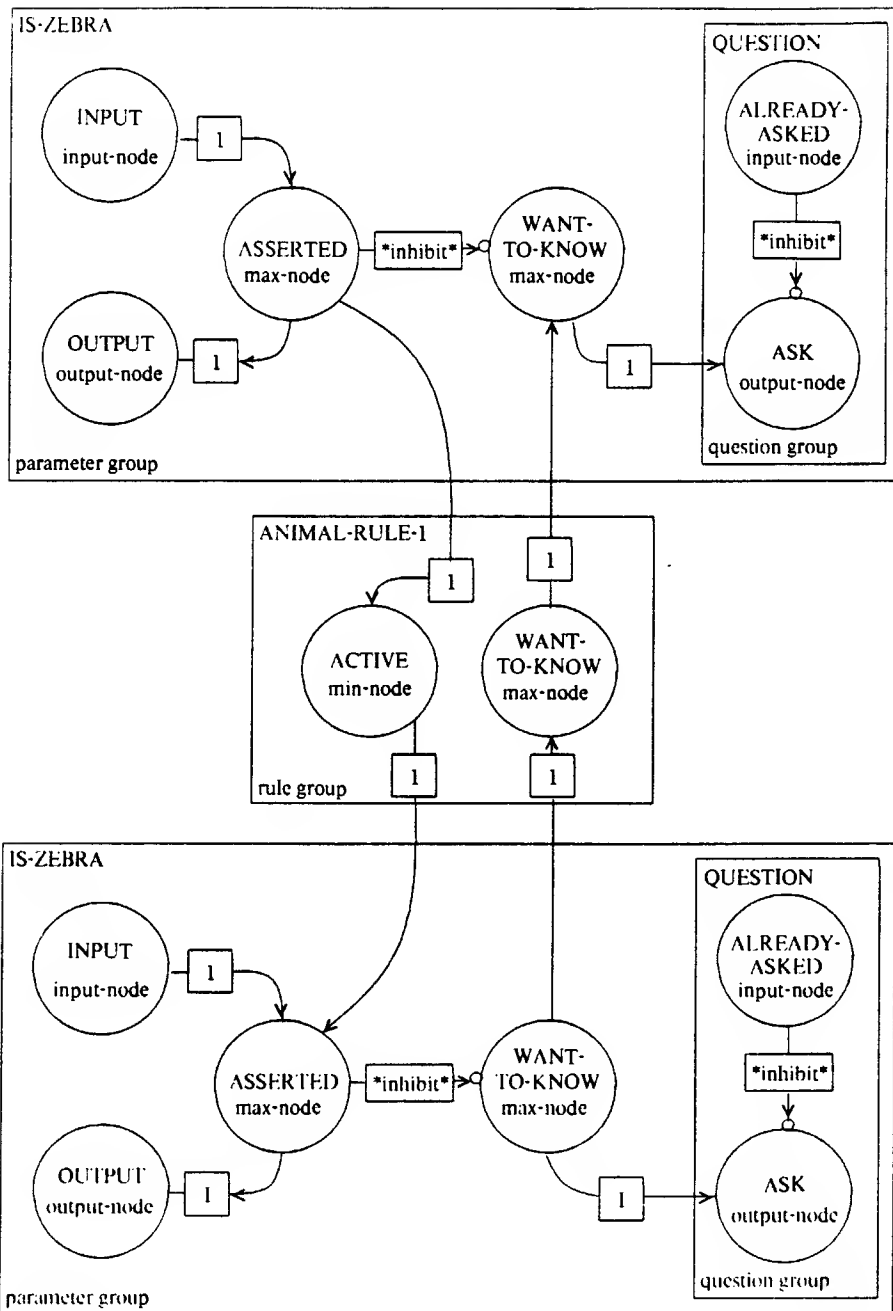 IS-ZEBRA
QUESTION
INPUT
input-node
1
ALREADY-
ASKED
input-node
ASSERTED
max-node
*inhibit*
WANT-
TO-KNOW
max-node
*inhibit*
OUTPUT
output-node
1
1
ASK
output-node
parameter group
question group
ANIMAL-RULE-1
1
1
ACTIVE
min-node
WANT-
TO-KNOW
max-node
1
1
rule group
IS-ZEBRA
QUESTION
INPUT
input-node
1
ALREADY-
ASKED
input-node
ASSERTED
max-node
*inhibit*
WANT-
TO-KNOW
max-node
*inhibit*
OUTPUT
output-node
1
1
ASK
output-node
parameter group
question group